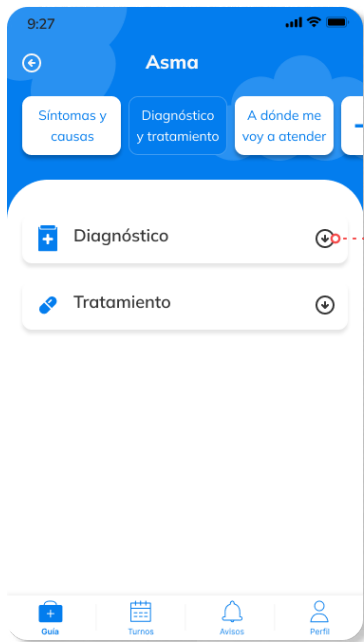 9:27
Asma
Síntomas y
causas
Diagnóstico
y tratamiento
A dónde me
voy a atender
Diagnóstico
Tratamiento
Guía
Turnos
Avisos
Perfil